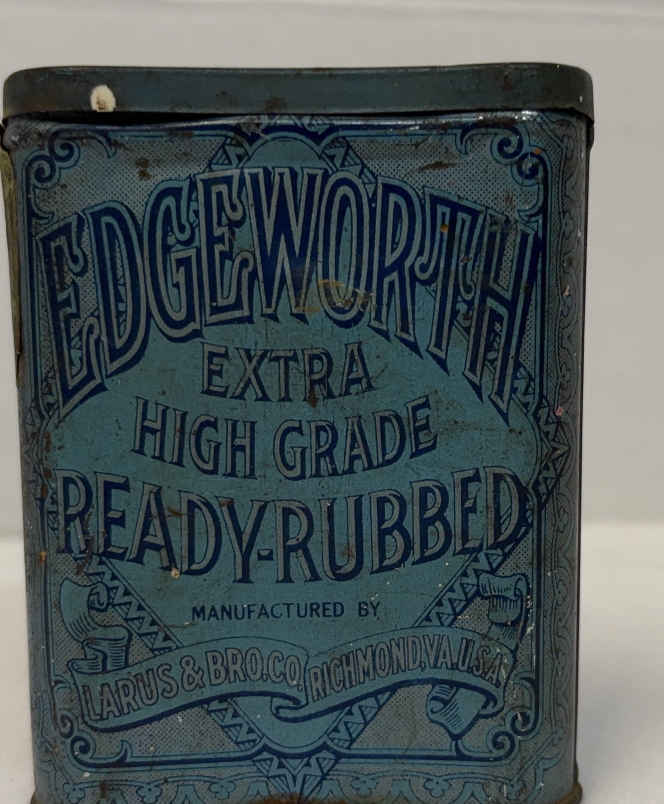 EDGEWORTH
EXTRA
HIGH GRADE
READY-RUBBED
MANUFACTURED BY
LARUS & BRO. CO. RICHMOND, VA. U.S.A.